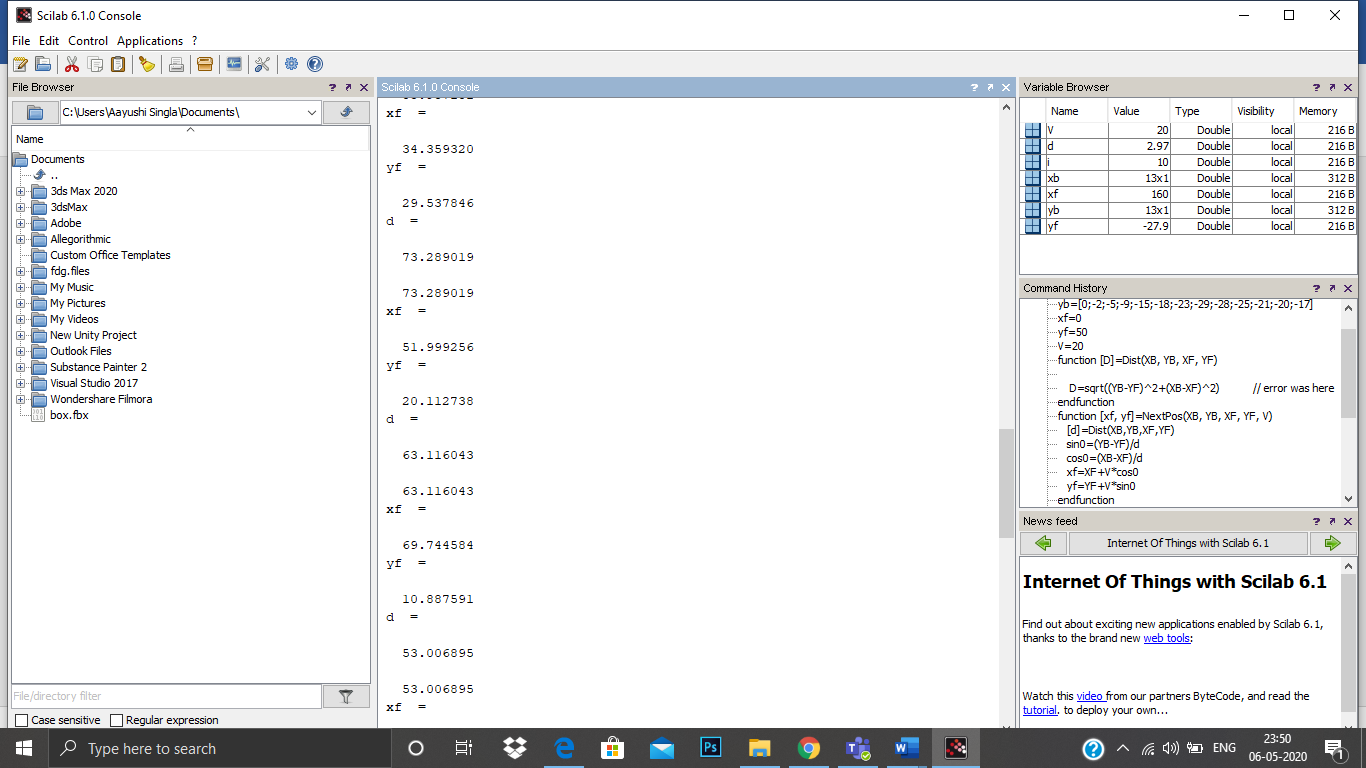 Scilab 6.1.0 Console
File Edit Control Applications ?
File Browser ? ↗ ×
C:\Users\Aayushi Singla\Documents\
Name
Documents
..
3ds Max 2020
3dsMax
Adobe
Allegorithmic
Custom Office Templates
fdg.files
My Music
My Pictures
My Videos
New Unity Project
Outlook Files
Substance Painter 2
Visual Studio 2017
Wondershare Filmora
box.fbx
File/directory filter
Case sensitive Regular expression
Scilab 6.1.0 Console ? ↗ ×
xf =
34.359320
yf =
29.537846
d =
73.289019
73.289019
xf =
51.999256
yf =
20.112738
d =
63.116043
63.116043
xf =
69.744584
yf =
10.887591
d =
53.006895
53.006895
xf =
Variable Browser ? ↗ ×
Name Value Type Visibility Memory
V 20 Double local 216 B
d 2.97 Double local 216 B
i 10 Double local 216 B
xb 13x1 Double local 312 B
xf 160 Double local 216 B
yb 13x1 Double local 312 B
yf -27.9 Double local 216 B
Command History ? ↗ ×
yb=[0;-2;-5;-9;-15;-18;-23;-29;-28;-25;-21;-20;-17]
xf=0
yf=50
V=20
function [D]=Dist(XB, YB, XF, YF)
D=sqrt((YB-YF)^2+(XB-XF)^2) // error was here
endfunction
function [xf, yf]=NextPos(XB, YB, XF, YF, V)
[d]=Dist(XB,YB,XF,YF)
sin0=(YB-YF)/d
cos0=(XB-XF)/d
xf=XF+V*cos0
yf=YF+V*sin0
endfunction
News feed ? ↗ ×
Internet Of Things with Scilab 6.1
Internet Of Things with Scilab 6.1
Find out about exciting new applications enabled by Scilab 6.1,
thanks to the brand new web tools:
Watch this video from our partners ByteCode, and read the
tutorial. to deploy your own...
Type here to search
Ps
ENG
23:50
06-05-2020
1